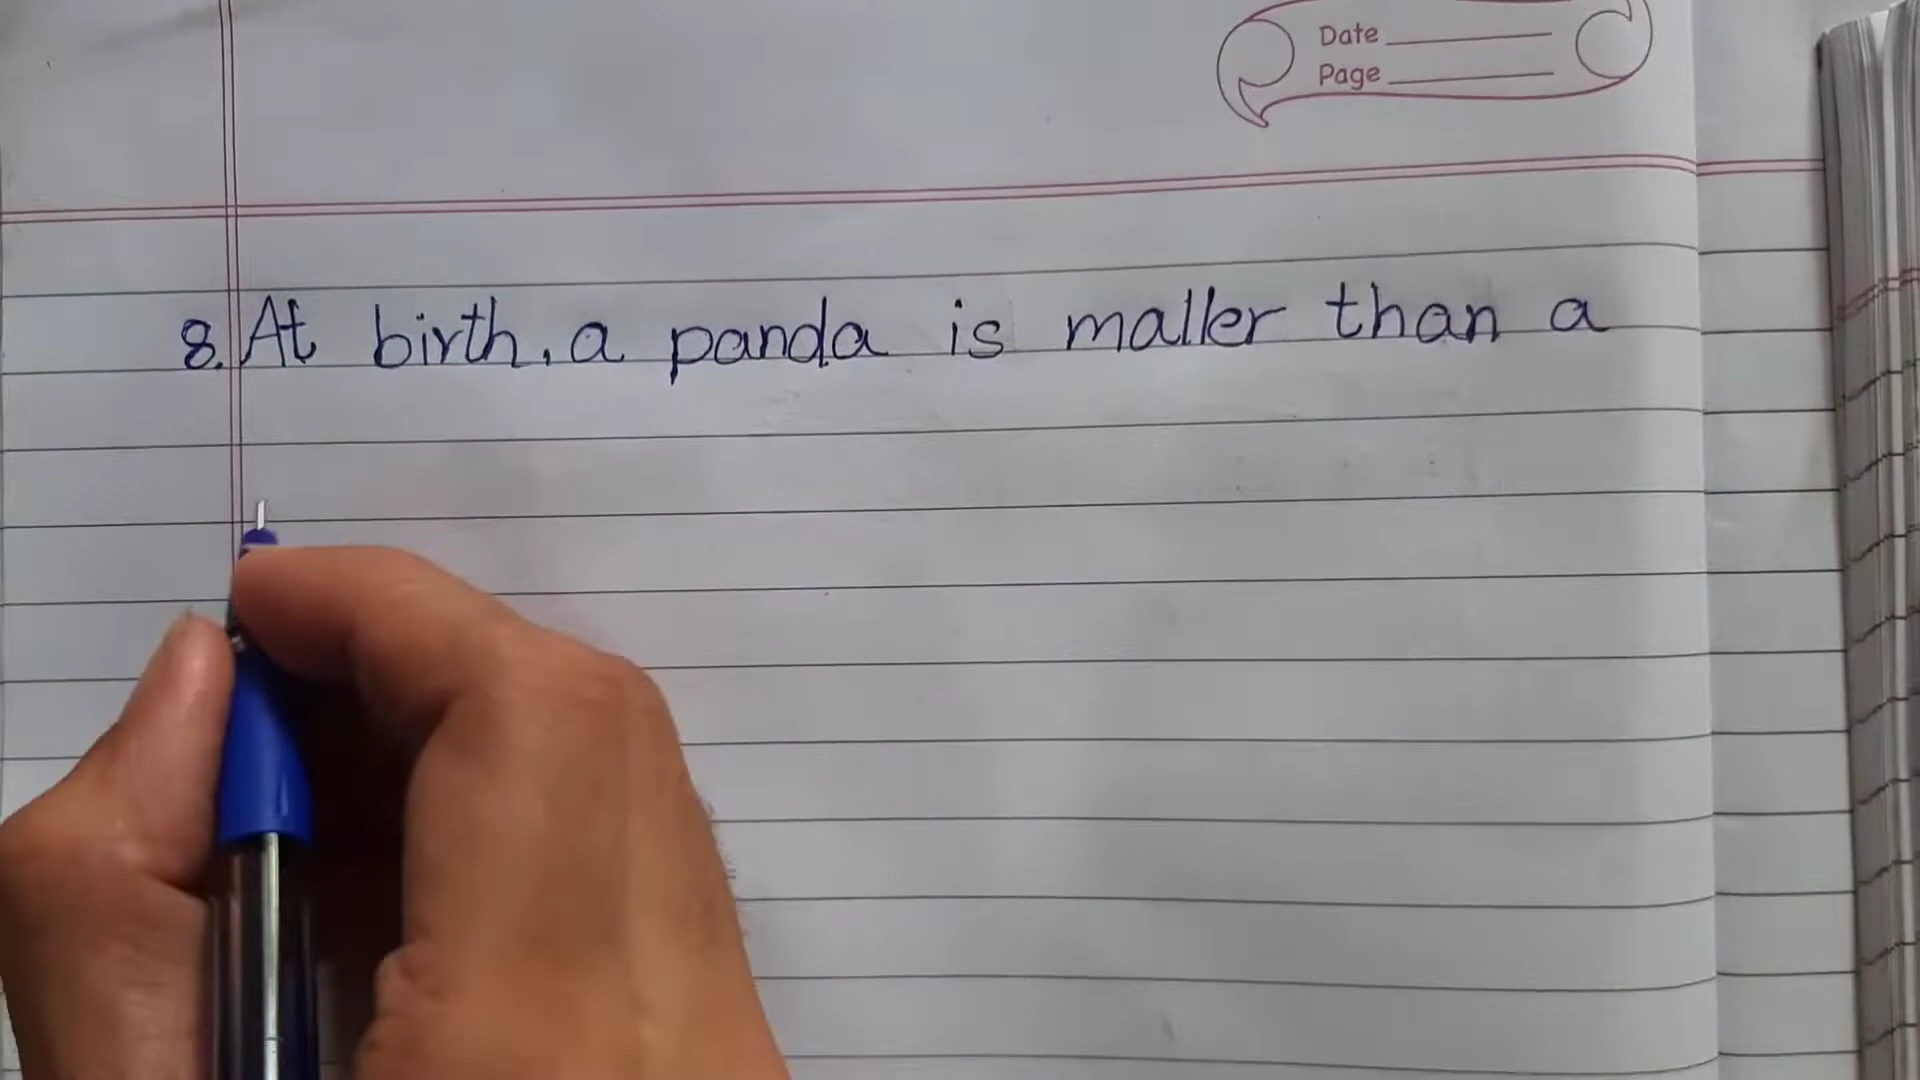 Date
Page
8. At birth, a panda is maller than a